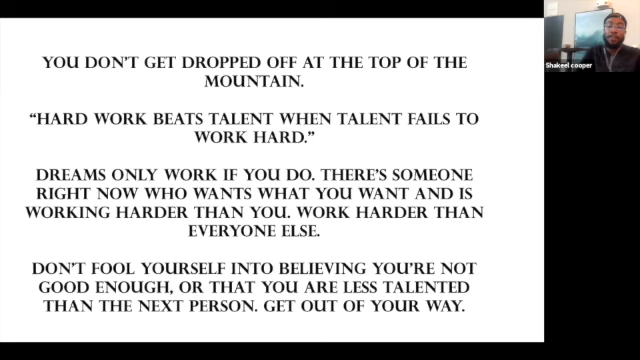 YOU DON'T GET DROPPED OFF AT THE TOP OF THE
MOUNTAIN.
"HARD WORK BEATS TALENT WHEN TALENT FAILS TO
WORK HARD."
DREAMS ONLY WORK IF YOU DO. THERE'S SOMEONE
RIGHT NOW WHO WANTS WHAT YOU WANT AND IS
WORKING HARDER THAN YOU. WORK HARDER THAN
EVERYONE ELSE.
DON'T FOOL YOURSELF INTO BELIEVING YOU'RE NOT
GOOD ENOUGH, OR THAT YOU ARE LESS TALENTED
THAN THE NEXT PERSON. GET OUT OF YOUR WAY.
Shakeel cooper